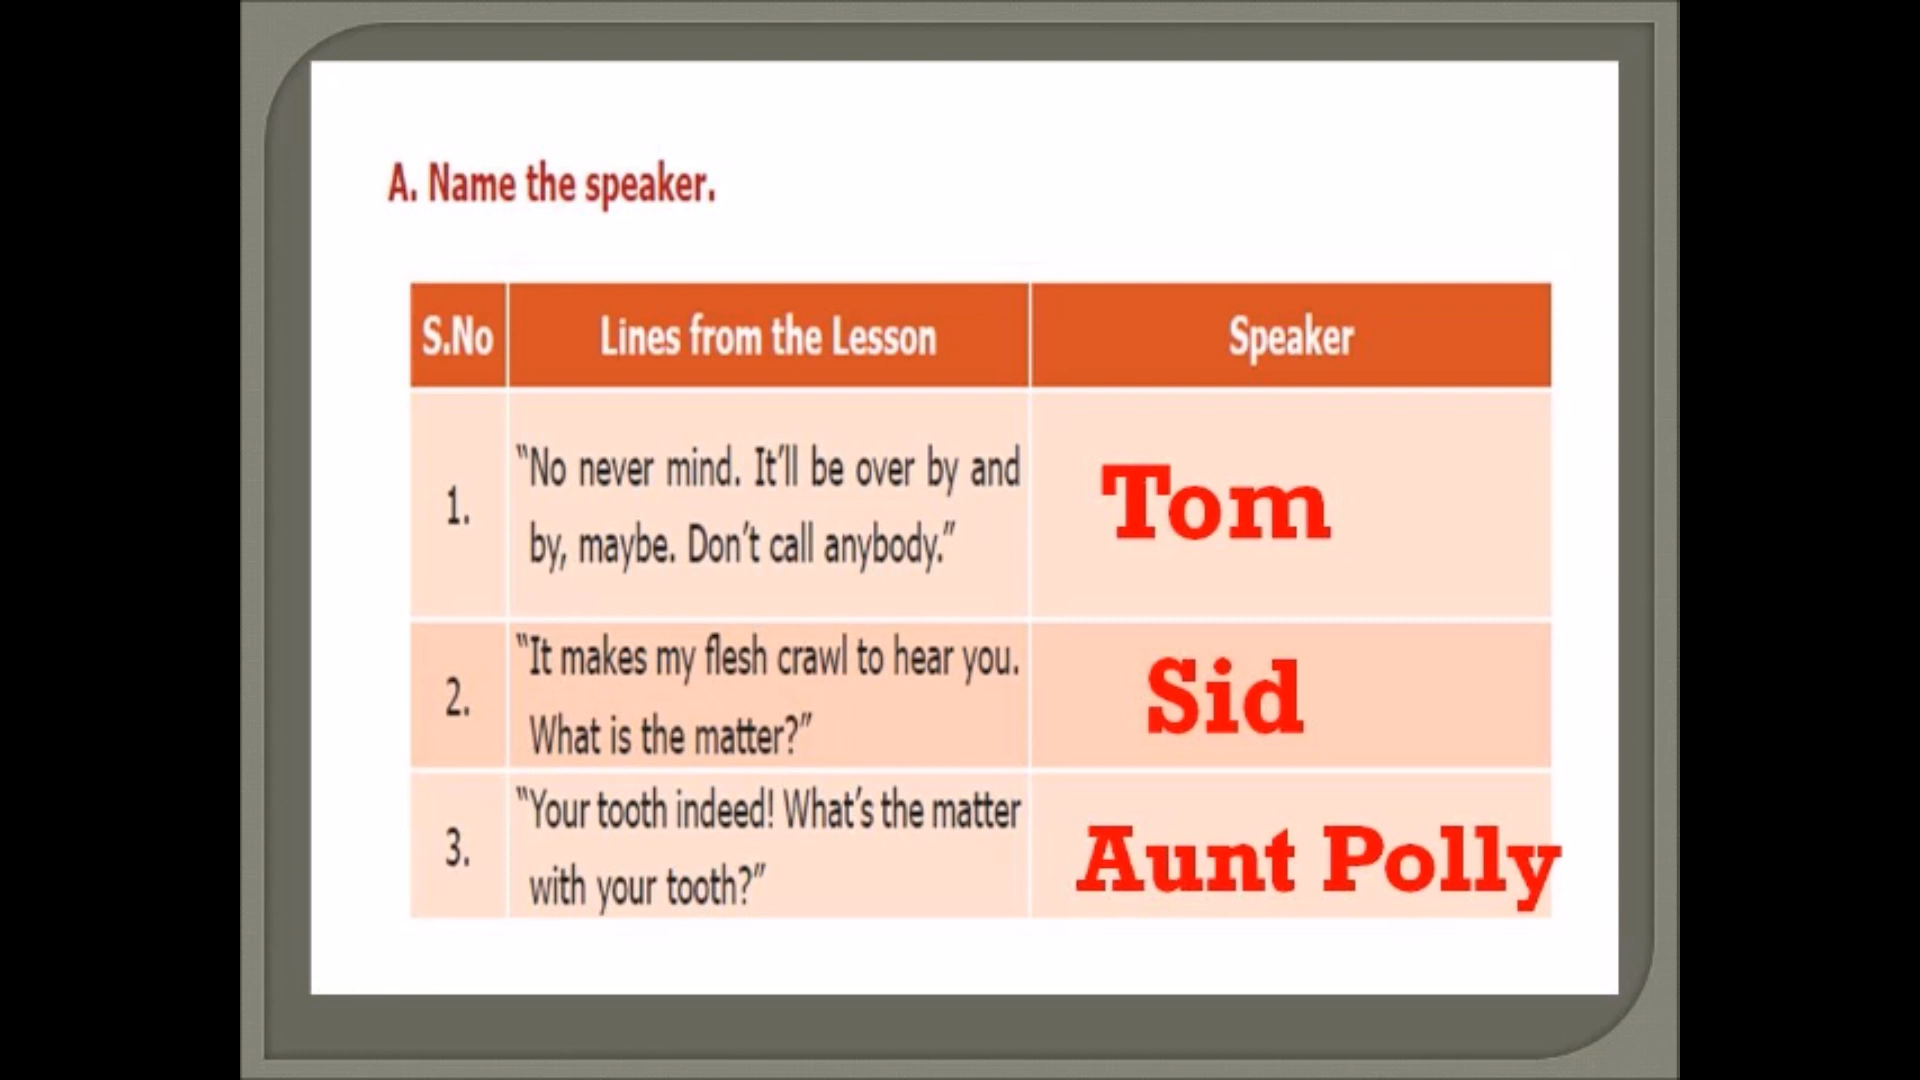 A. Name the speaker.
S.No Lines from the Lesson Speaker
1. “No never mind. It’ll be over by and
by, maybe. Don’t call anybody.”
Tom
2. “It makes my flesh crawl to hear you.
What is the matter?”
Sid
3. “Your tooth indeed! What’s the matter
with your tooth?”
Aunt Polly